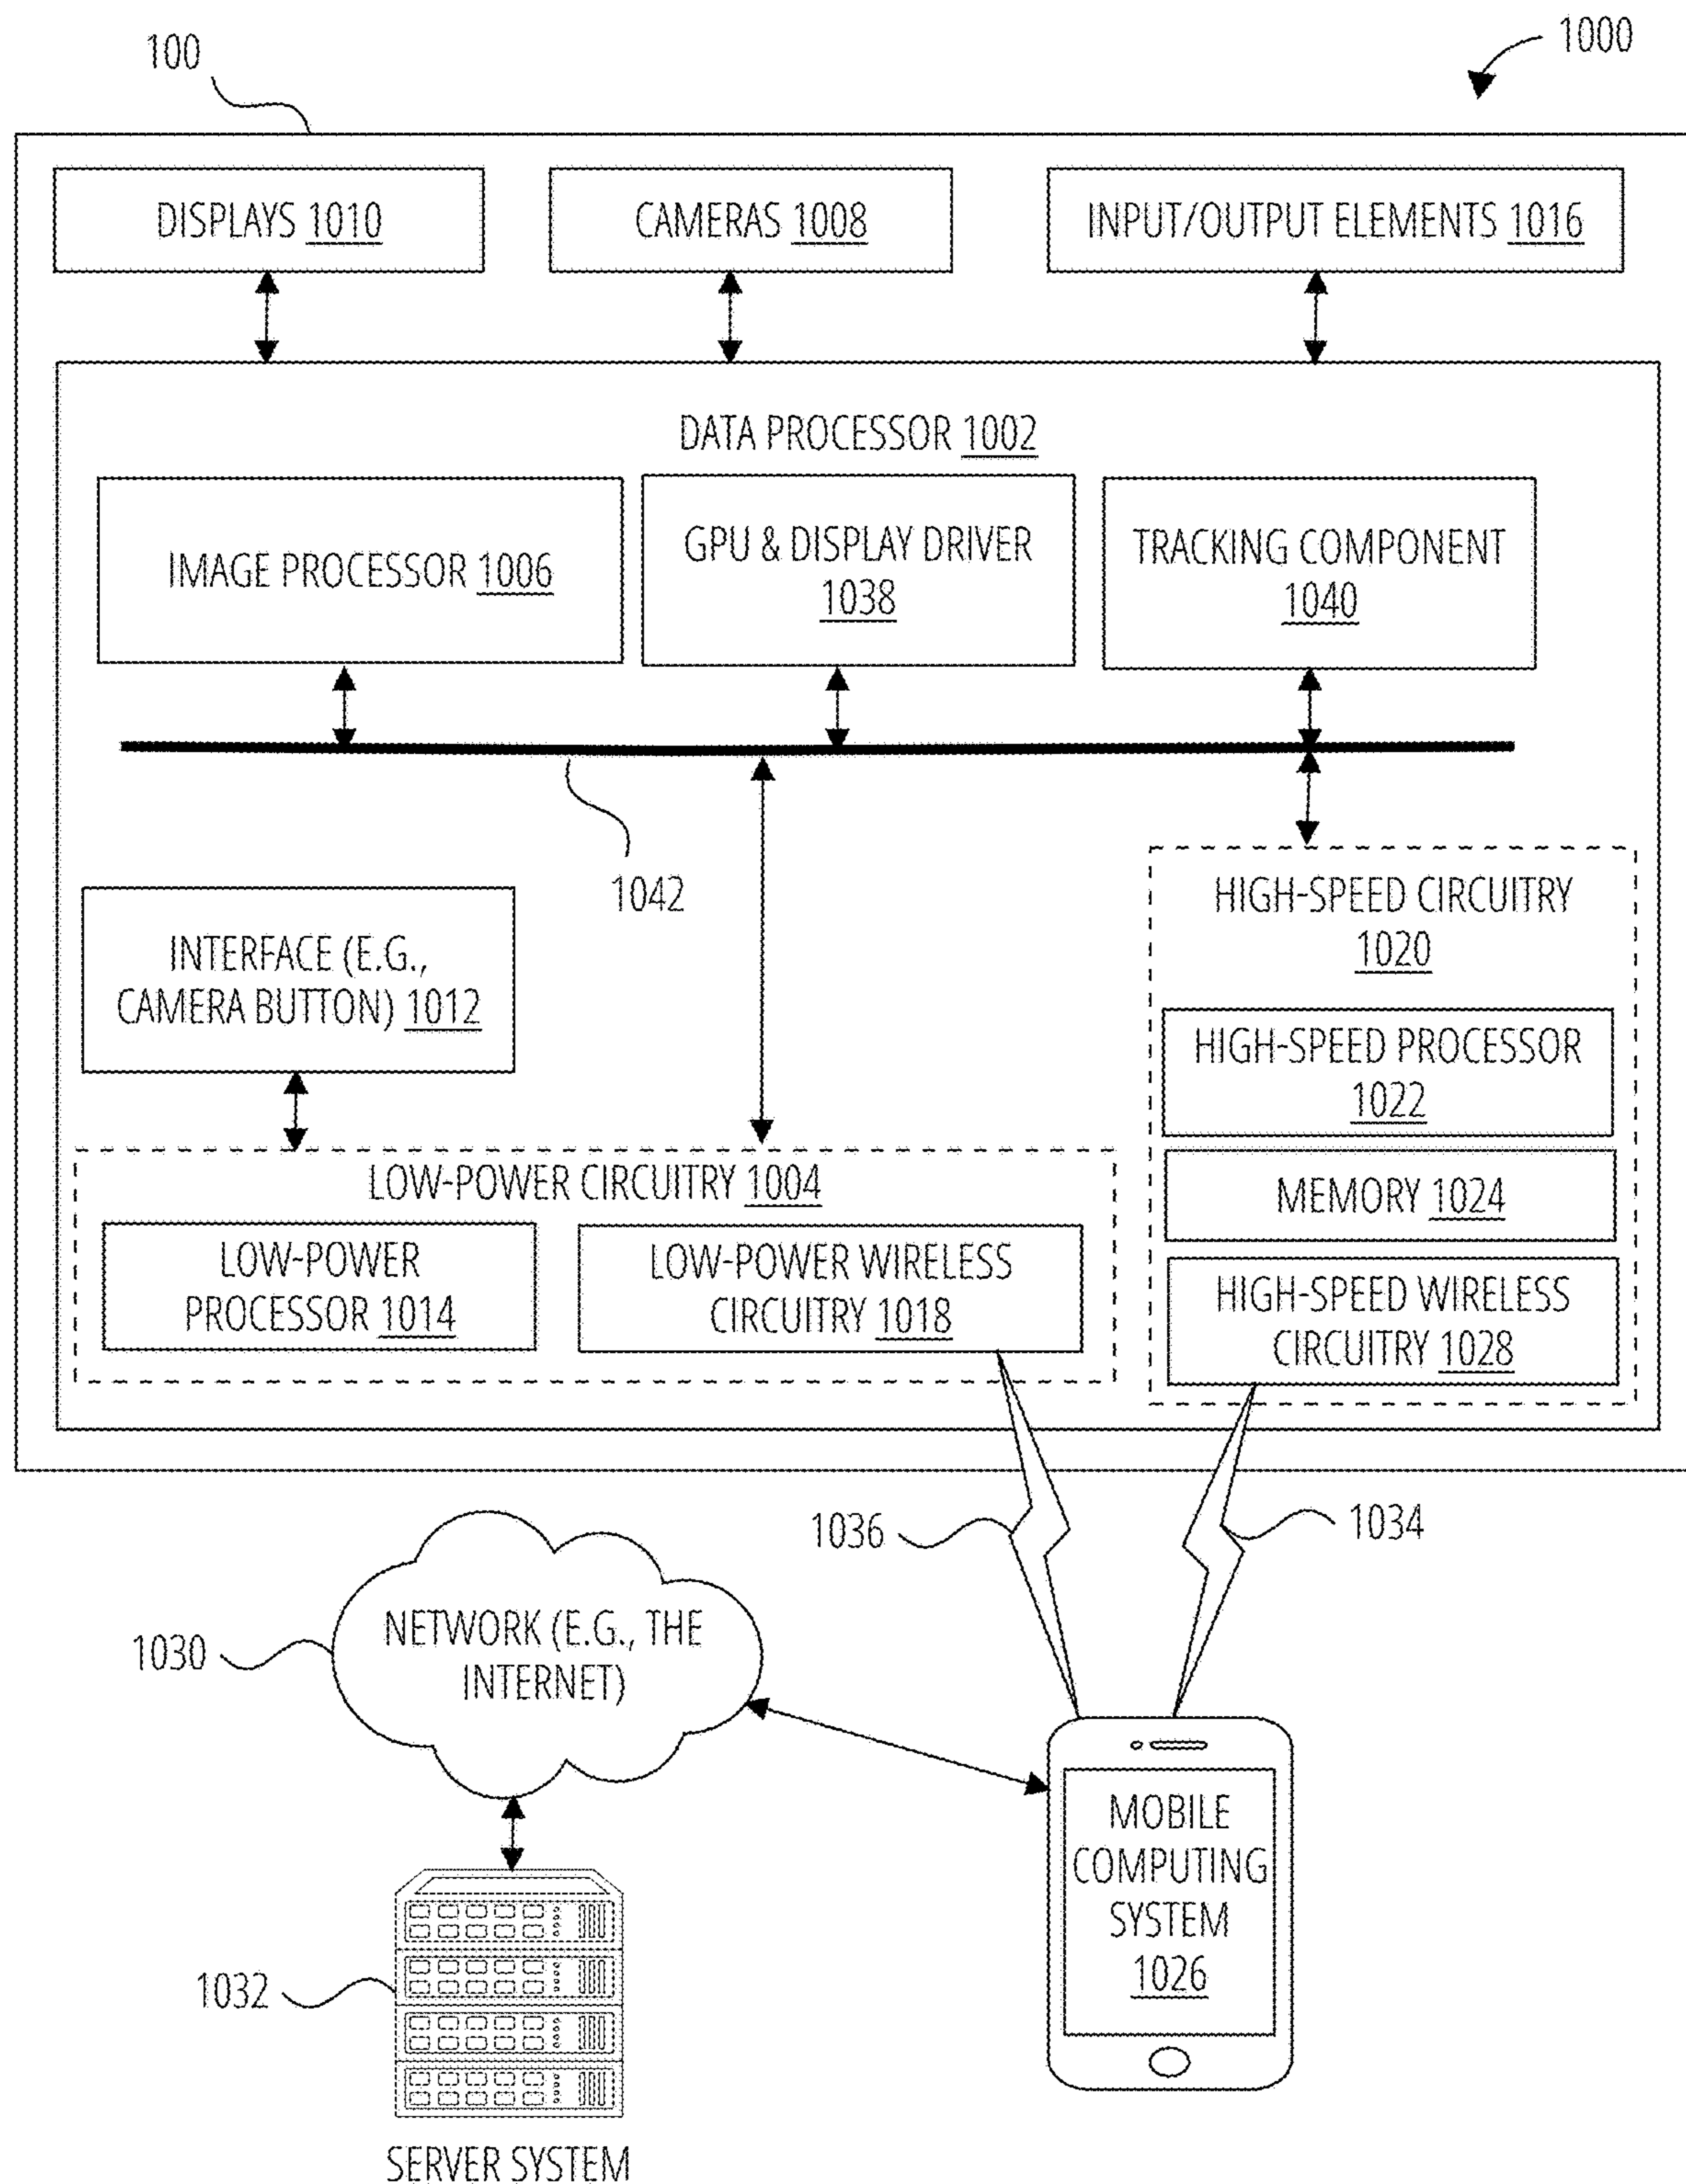 100
1000
DISPLAYS 1010
CAMERAS 1008
INPUT/OUTPUT ELEMENTS 1016
DATA PROCESSOR 1002
IMAGE PROCESSOR 1006
GPU & DISPLAY DRIVER
1038
TRACKING COMPONENT
1040
1042
INTERFACE (E.G.,
CAMERA BUTTON) 1012
HIGH-SPEED CIRCUITRY
1020
HIGH-SPEED PROCESSOR
1022
MEMORY 1024
HIGH-SPEED WIRELESS
CIRCUITRY 1028
LOW-POWER CIRCUITRY 1004
LOW-POWER
PROCESSOR 1014
LOW-POWER WIRELESS
CIRCUITRY 1018
1036
1034
1030
NETWORK (E.G., THE
INTERNET)
MOBILE
COMPUTING
SYSTEM
1026
1032
SERVER SYSTEM